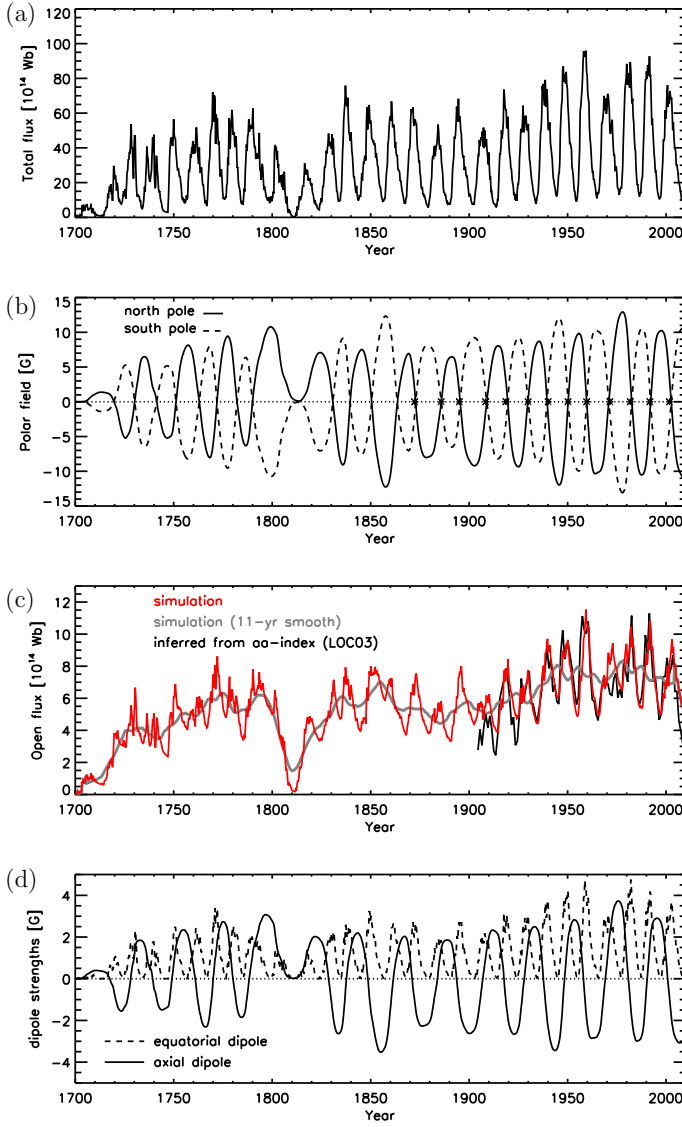 (a)
Total flux [10^14 Wb]
120
100
80
60
40
20
0
1700 1750 1800 1850 1900 1950 2000
Year
(b)
Polar field [G]
15
10
5
0
−5
−10
−15
north pole
south pole
1700 1750 1800 1850 1900 1950 2000
Year
(c)
Open flux [10^14 Wb]
12
10
8
6
4
2
0
simulation
simulation (11-yr smooth)
inferred from aa-index (LOC03)
1700 1750 1800 1850 1900 1950 2000
Year
(d)
dipole strengths [G]
4
2
0
−2
−4
equatorial dipole
axial dipole
1700 1750 1800 1850 1900 1950 2000
Year